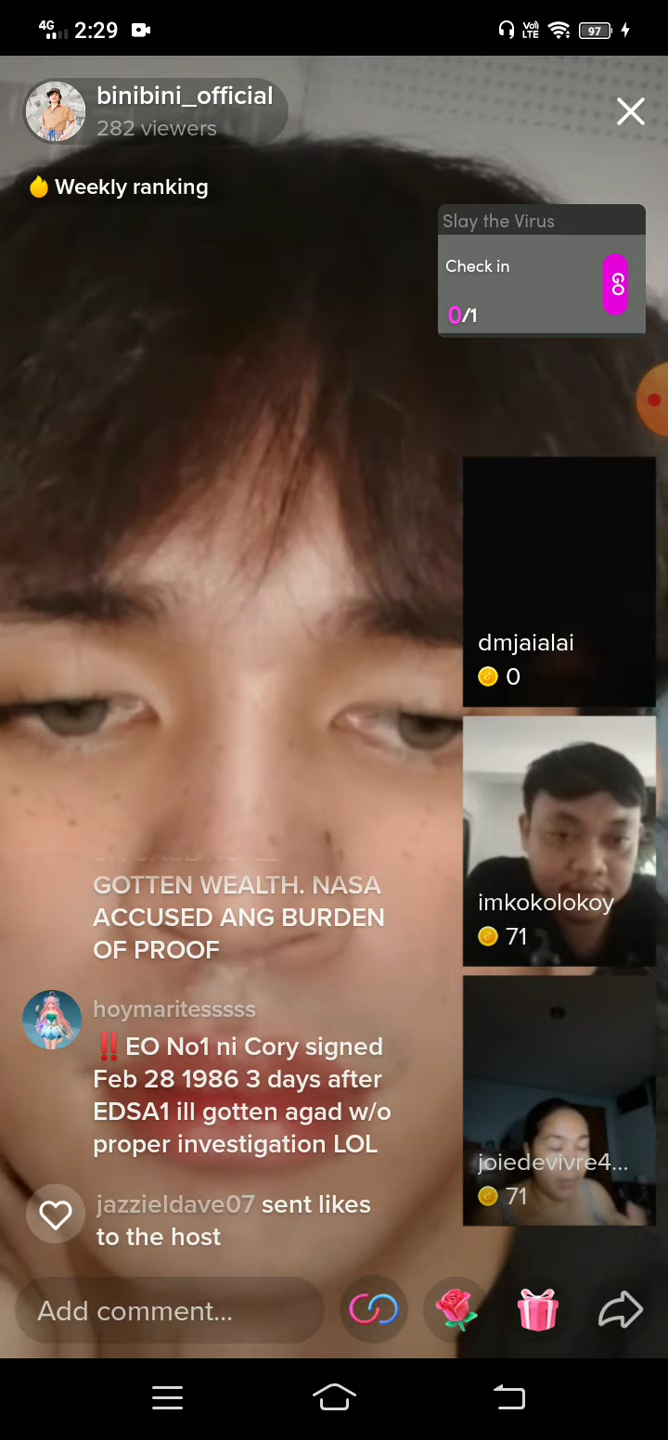 4G 2:29 Vo) LTE 97
binibini_official
282 viewers
Weekly ranking
Slay the Virus
Check in
GO
0/1
dmjaialai
0
imkokolokoy
71
GOTTEN WEALTH. NASA
ACCUSED ANG BURDEN
OF PROOF
hoymaritesssss
‼️EO No1 ni Cory signed
Feb 28 1986 3 days after
EDSA1 ill gotten agad w/o
proper investigation LOL
joiedevivre4...
71
jazzieldave07 sent likes
to the host
Add comment...